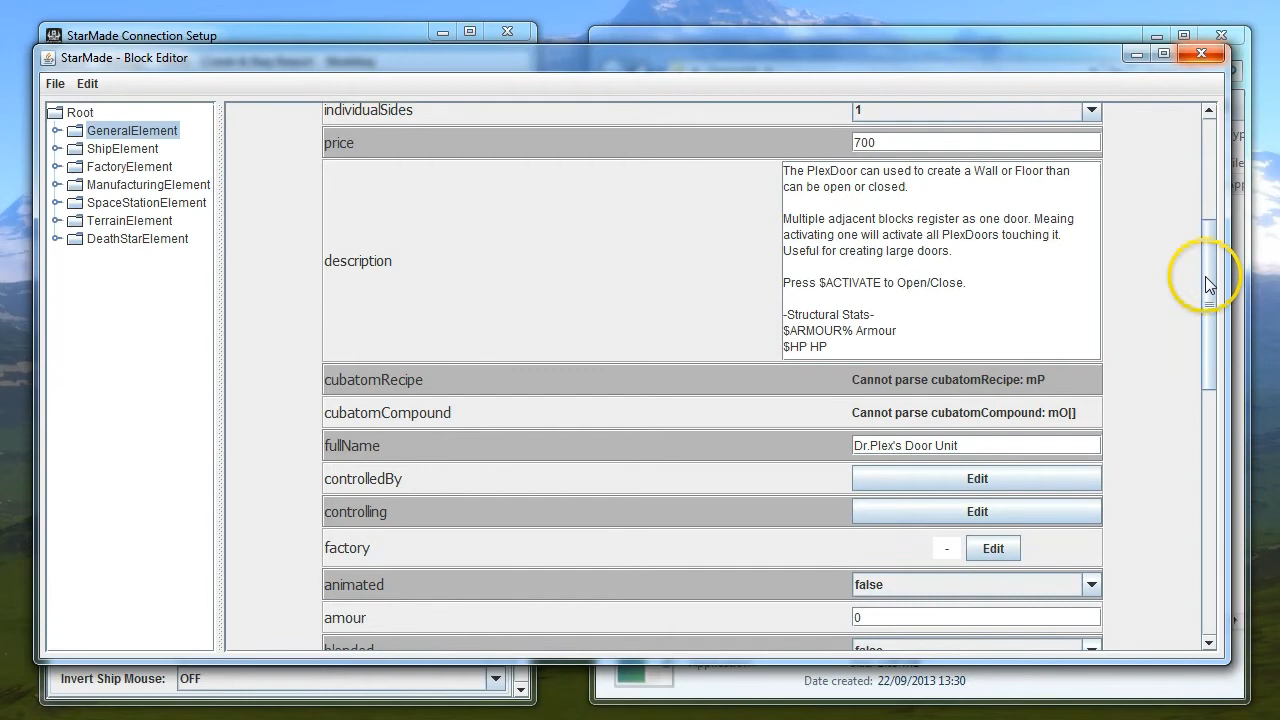 StarMade Connection Setup
StarMade - Block Editor
File Edit
Root
GeneralElement
ShipElement
FactoryElement
ManufacturingElement
SpaceStationElement
TerrainElement
DeathStarElement
individualSides 1
price 700
description
The PlexDoor can used to create a Wall or Floor than
can be open or closed.
Multiple adjacent blocks register as one door. Meaing
activating one will activate all PlexDoors touching it.
Useful for creating large doors.
Press $ACTIVATE to Open/Close.
-Structural Stats-
$ARMOUR% Armour
$HP HP
cubatomRecipe Cannot parse cubatomRecipe: mP
cubatomCompound Cannot parse cubatomCompound: mO[]
fullName Dr.Plex's Door Unit
controlledBy Edit
controlling Edit
factory - Edit
animated false
amour 0
blended false
Invert Ship Mouse: OFF
Application
Date created: 22/09/2013 13:30